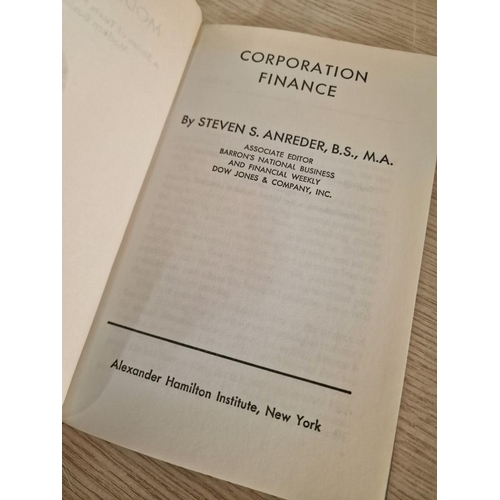 CORPORATION
FINANCE
By STEVEN S. ANREDER, B.S., M.A.
ASSOCIATE EDITOR
BARRON'S NATIONAL BUSINESS
AND FINANCIAL WEEKLY
DOW JONES & COMPANY, INC.
Alexander Hamilton Institute, New York